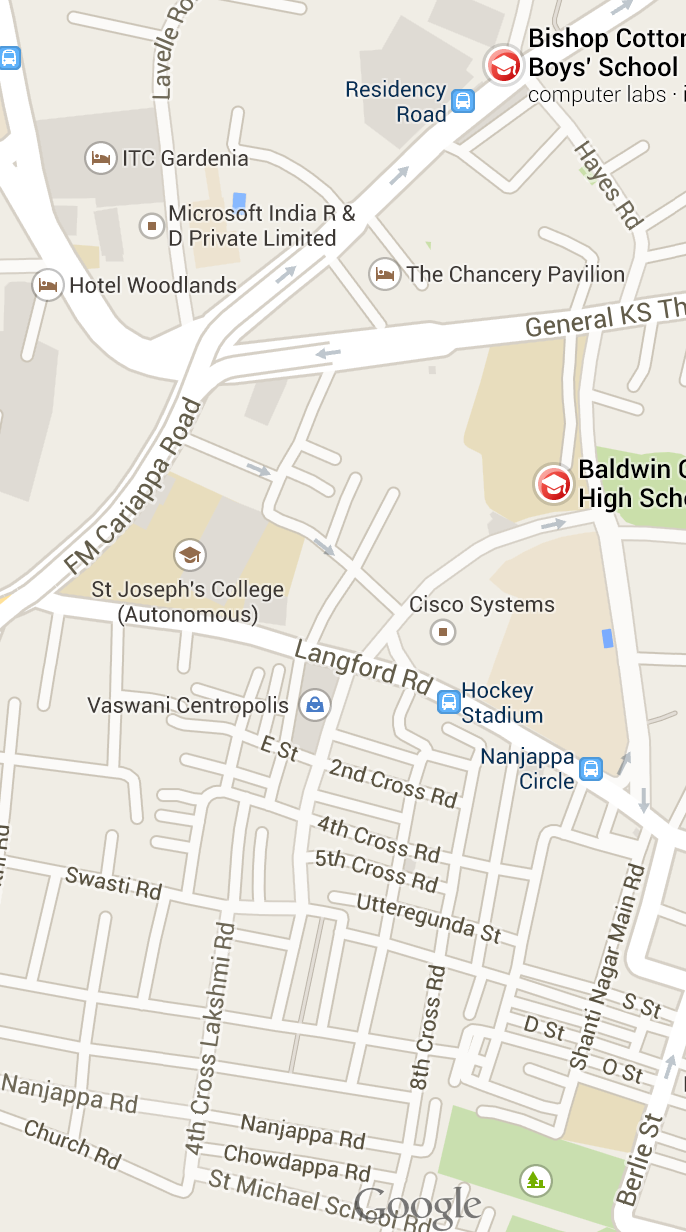 Lavelle Ro
Bishop Cotton
Boys' School
computer labs · i
Residency
Road
Hayes Rd
ITC Gardenia
Microsoft India R &
D Private Limited
Hotel Woodlands
The Chancery Pavilion
General KS Th
FM Cariappa Road
Baldwin
High Scho
St Joseph's College
(Autonomous)
Cisco Systems
Langford Rd
Hockey
Stadium
Vaswani Centropolis
E St
Nanjappa
Circle
2nd Cross Rd
4th Cross Rd
5th Cross Rd
Swasti Rd
Utteregunda St
4th Cross Lakshmi Rd
8th Cross Rd
Shanti Nagar Main Rd
S St
D St
O St
Nanjappa Rd
Nanjappa Rd
Church Rd
Chowdappa Rd
St Michael School Rd
Berlie St
Google